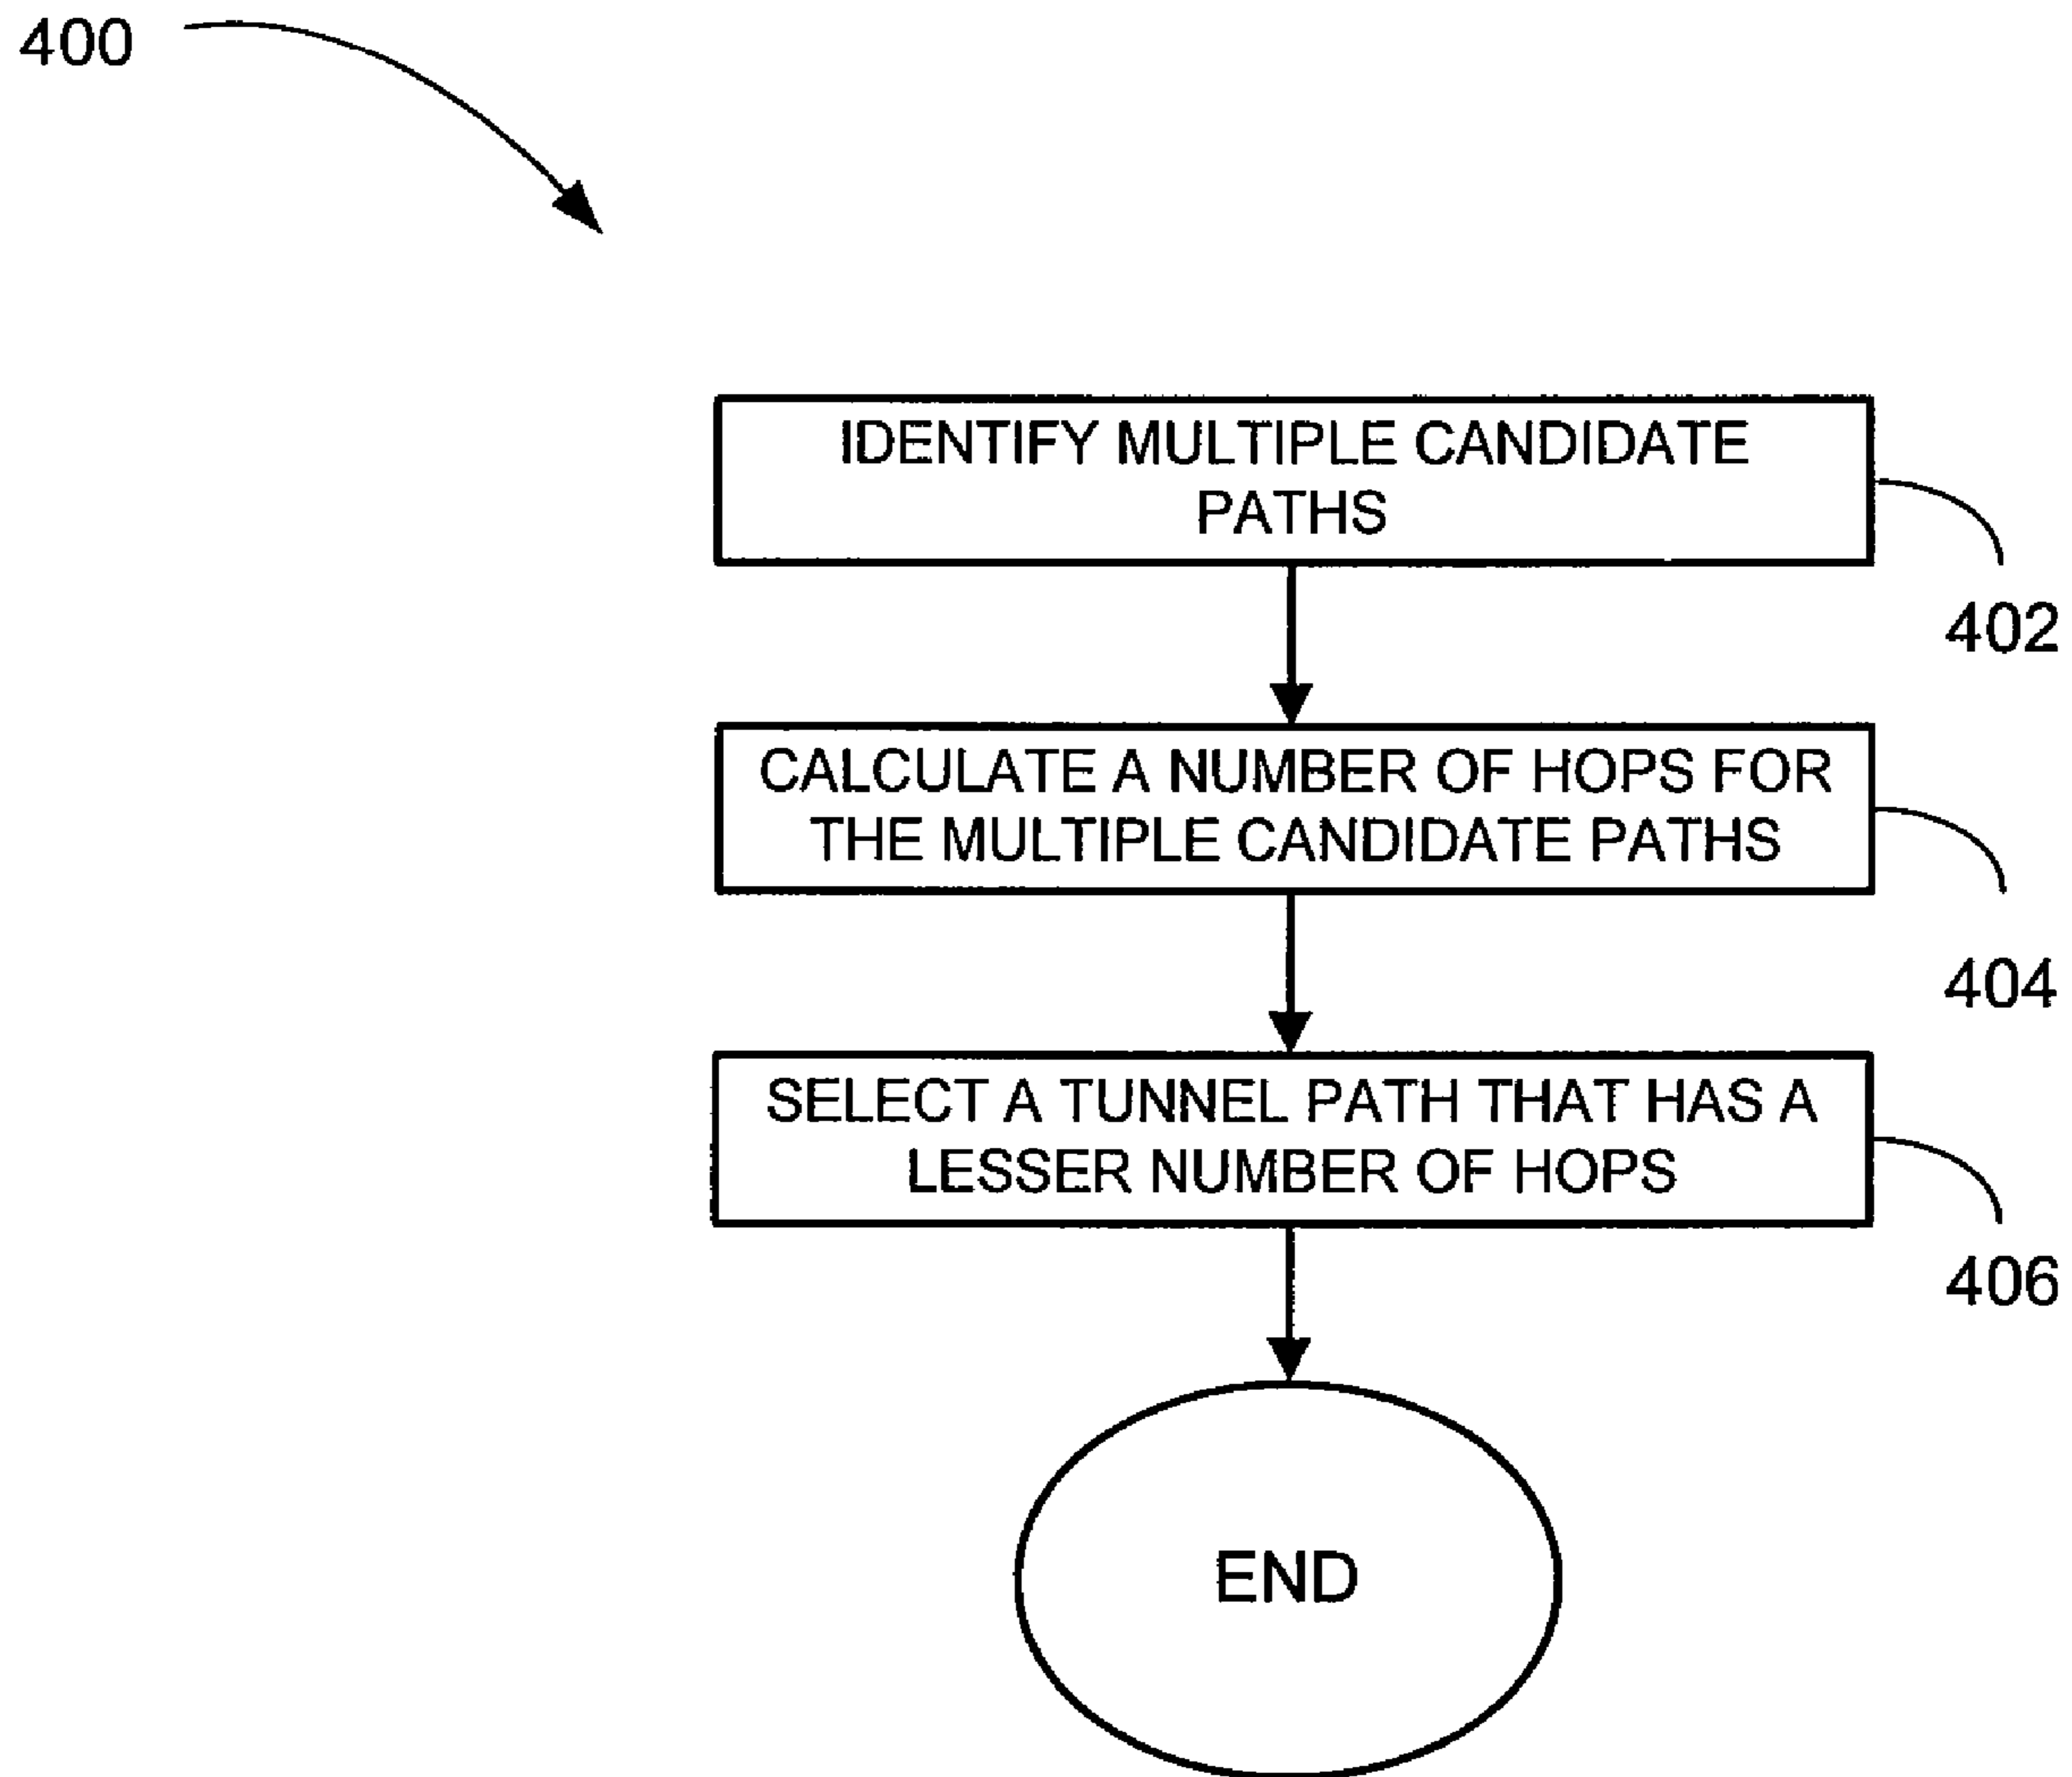 400
IDENTIFY MULTIPLE CANDIDATE
PATHS
402
CALCULATE A NUMBER OF HOPS FOR
THE MULTIPLE CANDIDATE PATHS
404
SELECT A TUNNEL PATH THAT HAS A
LESSER NUMBER OF HOPS
406
END